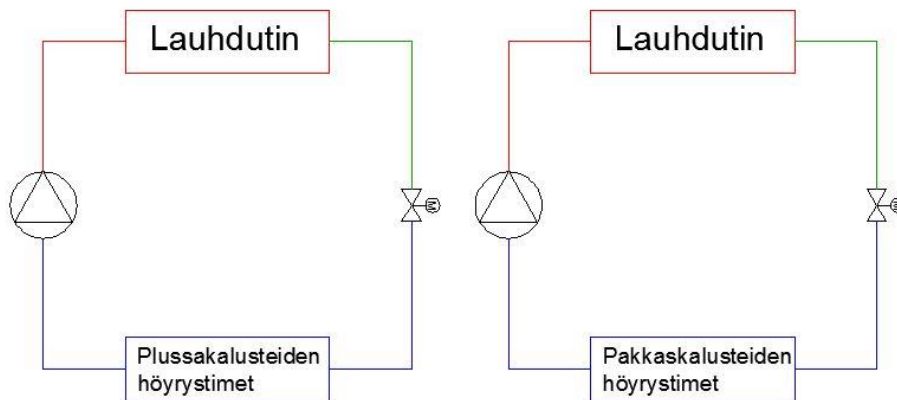 Lauhdutin
Lauhdutin
M
M
Plussakalusteiden
höyrystimet
Pakkaskalusteiden
höyrystimet